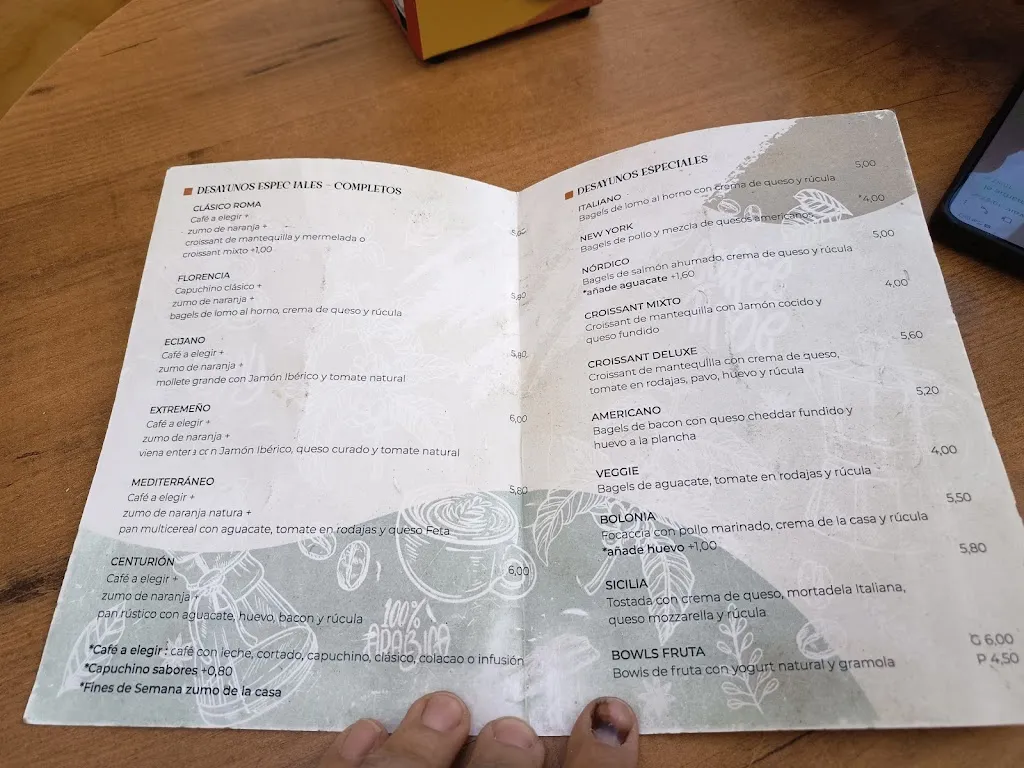 DESAYUNOS ESPECIALES - COMPLETOS
CLÁSICO ROMA
Café a elegir +
zumo de naranja +
croissant de mantequilla y mermelada o
croissant mixto +1,00
FLORENCIA
Capuchino clásico + 5,80
zumo de naranja +
bagels de lomo al horno, crema de queso y rúcula
ECIJANO
Café a elegir + 5,80
zumo de naranja +
mollete grande con Jamón Ibérico y tomate natural
EXTREMEÑO
Café a elegir + 6,00
zumo de naranja +
viena entera con Jamón Ibérico, queso curado y tomate natural
MEDITERRÁNEO
Café a elegir + 5,80
zumo de naranja natura +
pan multicereal con aguacate, tomate en rodajas y queso Feta
CENTURIÓN
Café a elegir + 6,00
zumo de naranja +
pan rústico con aguacate, huevo, bacon y rúcula
100%
ARABICA
*Café a elegir : café con leche, cortado, capuchino, clásico, colacao o infusión
*Capuchino sabores +0,80
*Fines de Semana zumo de la casa
DESAYUNOS ESPECIALES
ITALIANO 5,00
Bagels de lomo al horno con crema de queso y rúcula
NEW YORK 4,00
Bagels de pollo y mezcla de quesos americanos
NÓRDICO 5,00
Bagels de salmón ahumado, crema de queso y rúcula
*añade aguacate +1,60
CROISSANT MIXTO 4,00
Croissant de mantequilla con Jamón cocido y
queso fundido
CROISSANT DELUXE 5,60
Croissant de mantequilla con crema de queso,
tomate en rodajas, pavo, huevo y rúcula
AMERICANO 5,20
Bagels de bacon con queso cheddar fundido y
huevo a la plancha
VEGGIE 4,00
Bagels de aguacate, tomate en rodajas y rúcula
BOLONIA 5,50
Focaccia con pollo marinado, crema de la casa y rúcula
*añade huevo +1,00
SICILIA 5,80
Tostada con crema de queso, mortadela Italiana,
queso mozzarella y rúcula
BOWLS FRUTA G 6,00
Bowls de fruta con yogurt natural y gramola P 4,50